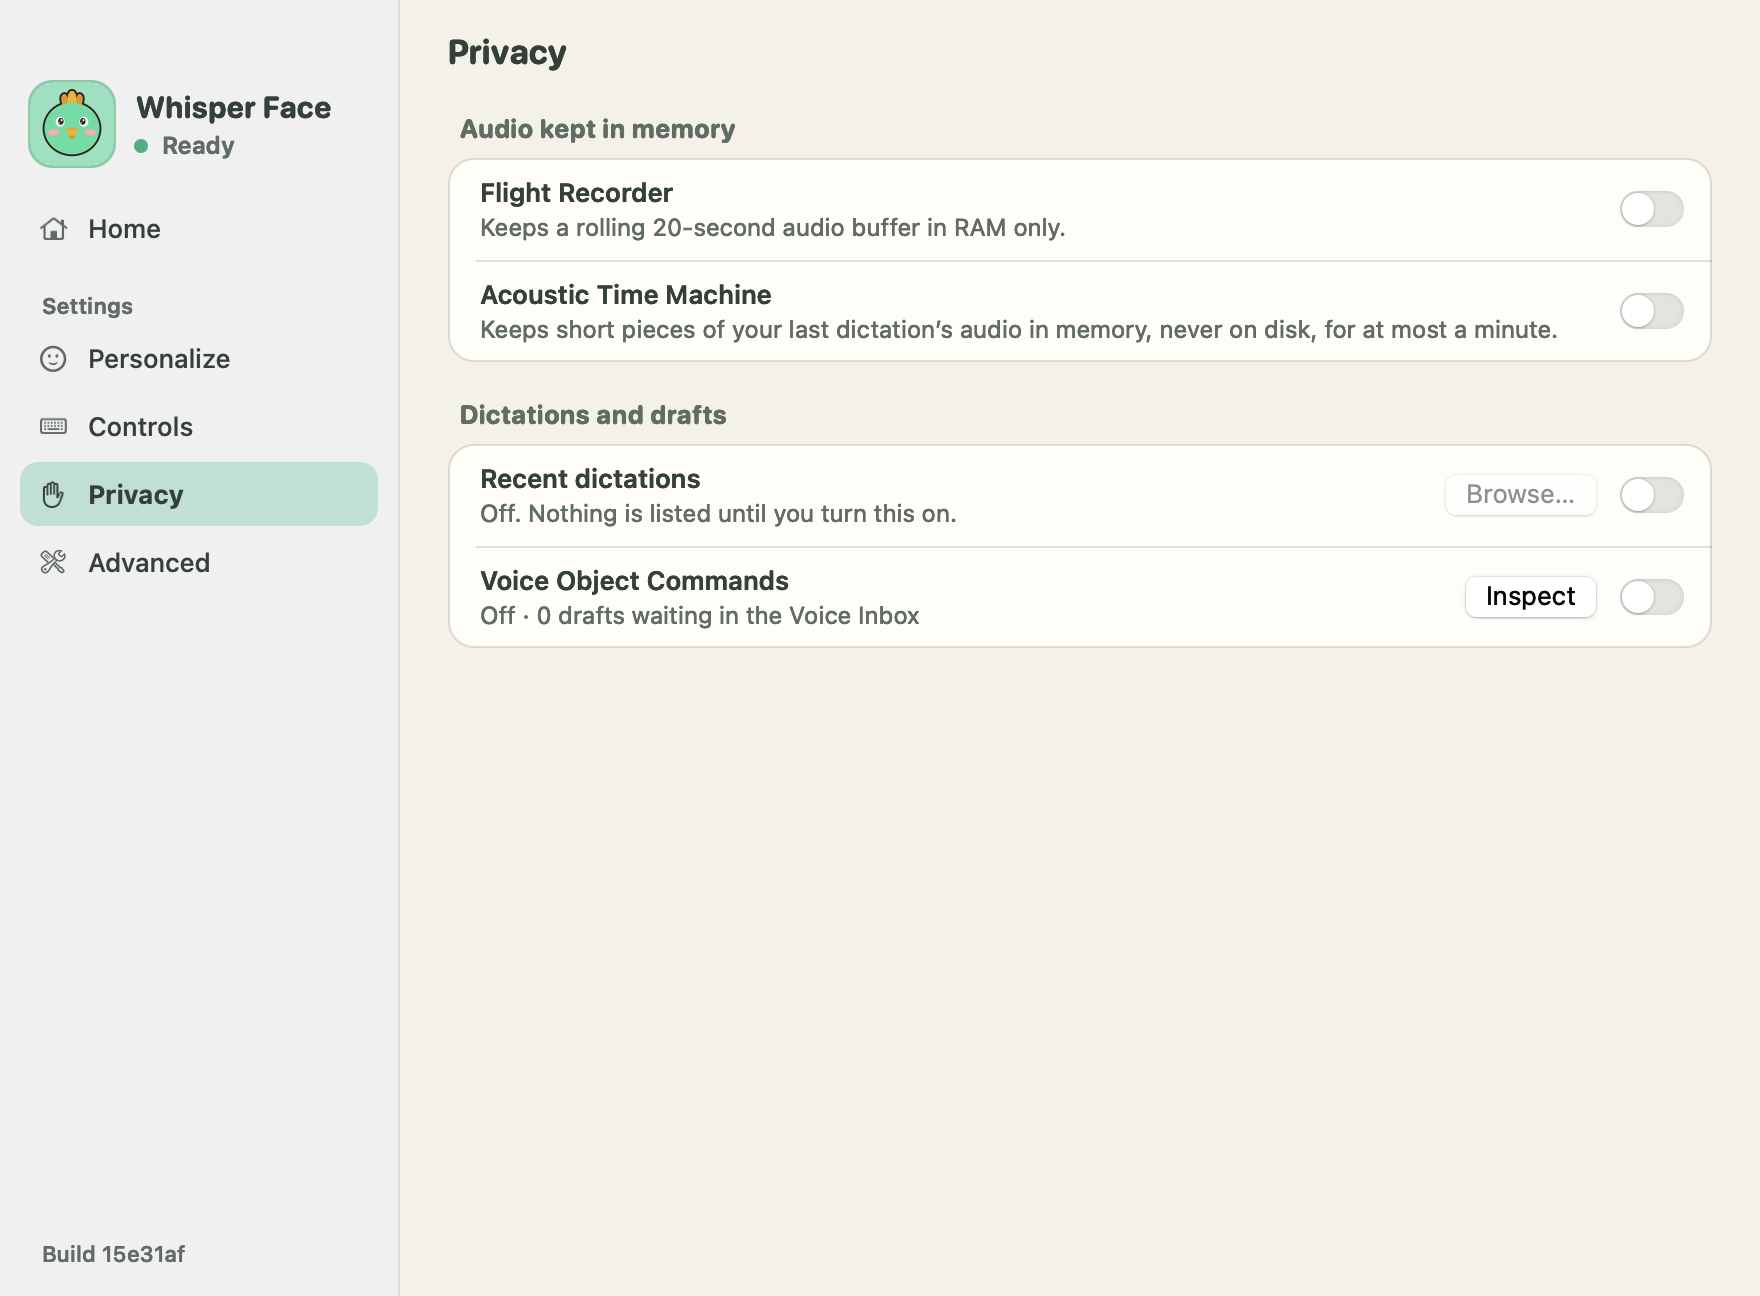 Whisper Face
Ready
Home
Settings
Personalize
Controls
Privacy
Advanced
Build 15e31af
Privacy
Audio kept in memory
Flight Recorder
Keeps a rolling 20-second audio buffer in RAM only.
Acoustic Time Machine
Keeps short pieces of your last dictation’s audio in memory, never on disk, for at most a minute.
Dictations and drafts
Recent dictations
Off. Nothing is listed until you turn this on.
Browse...
Voice Object Commands
Off · 0 drafts waiting in the Voice Inbox
Inspect